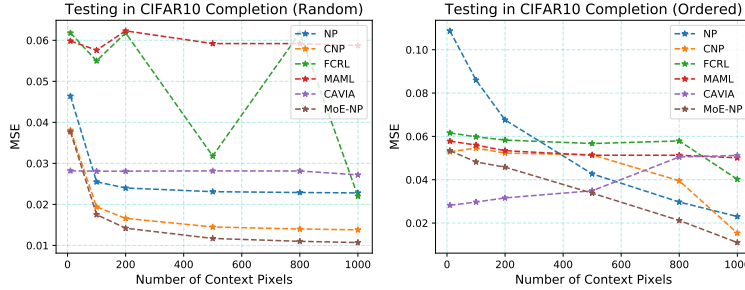 Testing in CIFAR10 Completion (Random)
0.06
0.05
0.04
0.03
0.02
0.01
MSE
0
200
400
600
800
1000
Number of Context Pixels
NP
CNP
FCRL
MAML
CAVIA
MoE-NP
Testing in CIFAR10 Completion (Ordered)
0.10
0.08
0.06
0.04
0.02
MSE
0
200
400
600
800
Number of Context Pixels
NP
CNP
FCRL
MAML
CAVIA
MoE-NP